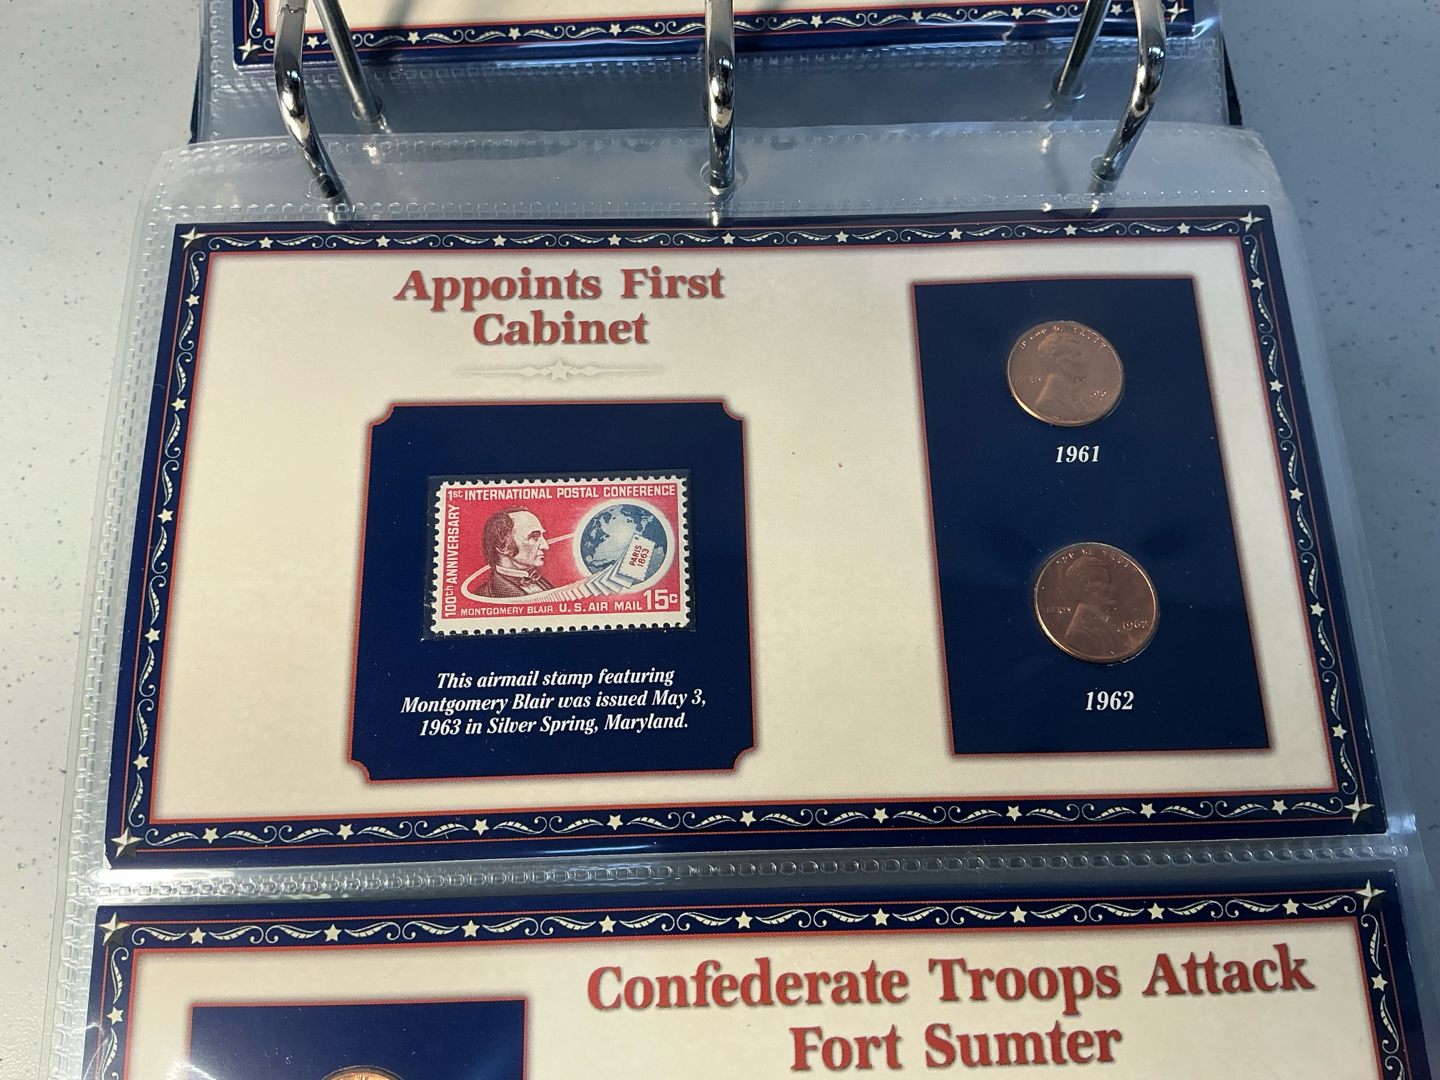 Appoints First
Cabinet
1st INTERNATIONAL POSTAL CONFERENCE
100th ANNIVERSARY
PARIS
1863
MONTGOMERY BLAIR U.S. AIR MAIL 15c
This airmail stamp featuring
Montgomery Blair was issued May 3,
1963 in Silver Spring, Maryland.
1961
LIBERTY
1962
1962
Confederate Troops Attack
Fort Sumter